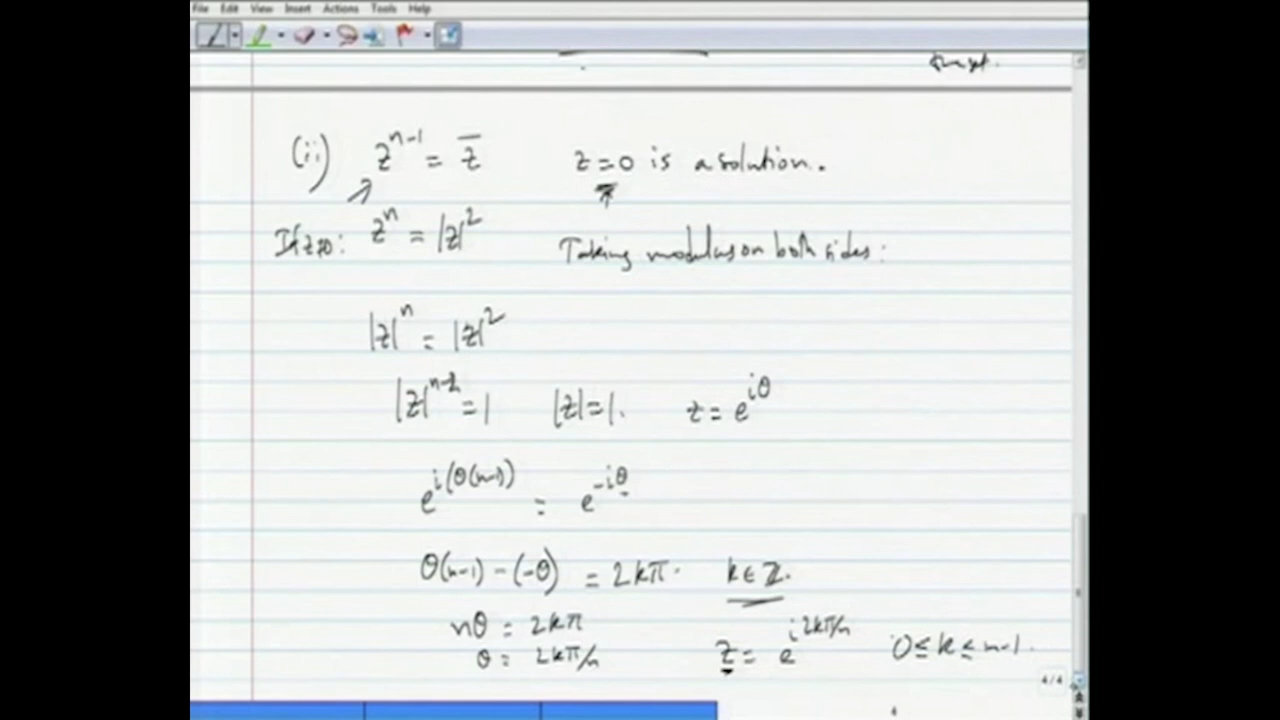 File Edit View Insert Actions Tools Help
(ii) z^{n-1} = z̄ z = 0 is a solution.
If z≠0: z^n = |z|^2 Taking modulus on both sides:
|z|^n = |z|^2
|z|^{n-2} = 1 |z| = 1. z = e^{iθ}
e^{i(θ(n-1))} = e^{-iθ}
θ(n-1) - (-θ) = 2kπ. k ∈ ℤ.
nθ = 2kπ
θ = 2kπ/n z = e^{i2kπ/n} 0 ≤ k ≤ n-1.
4/4
4